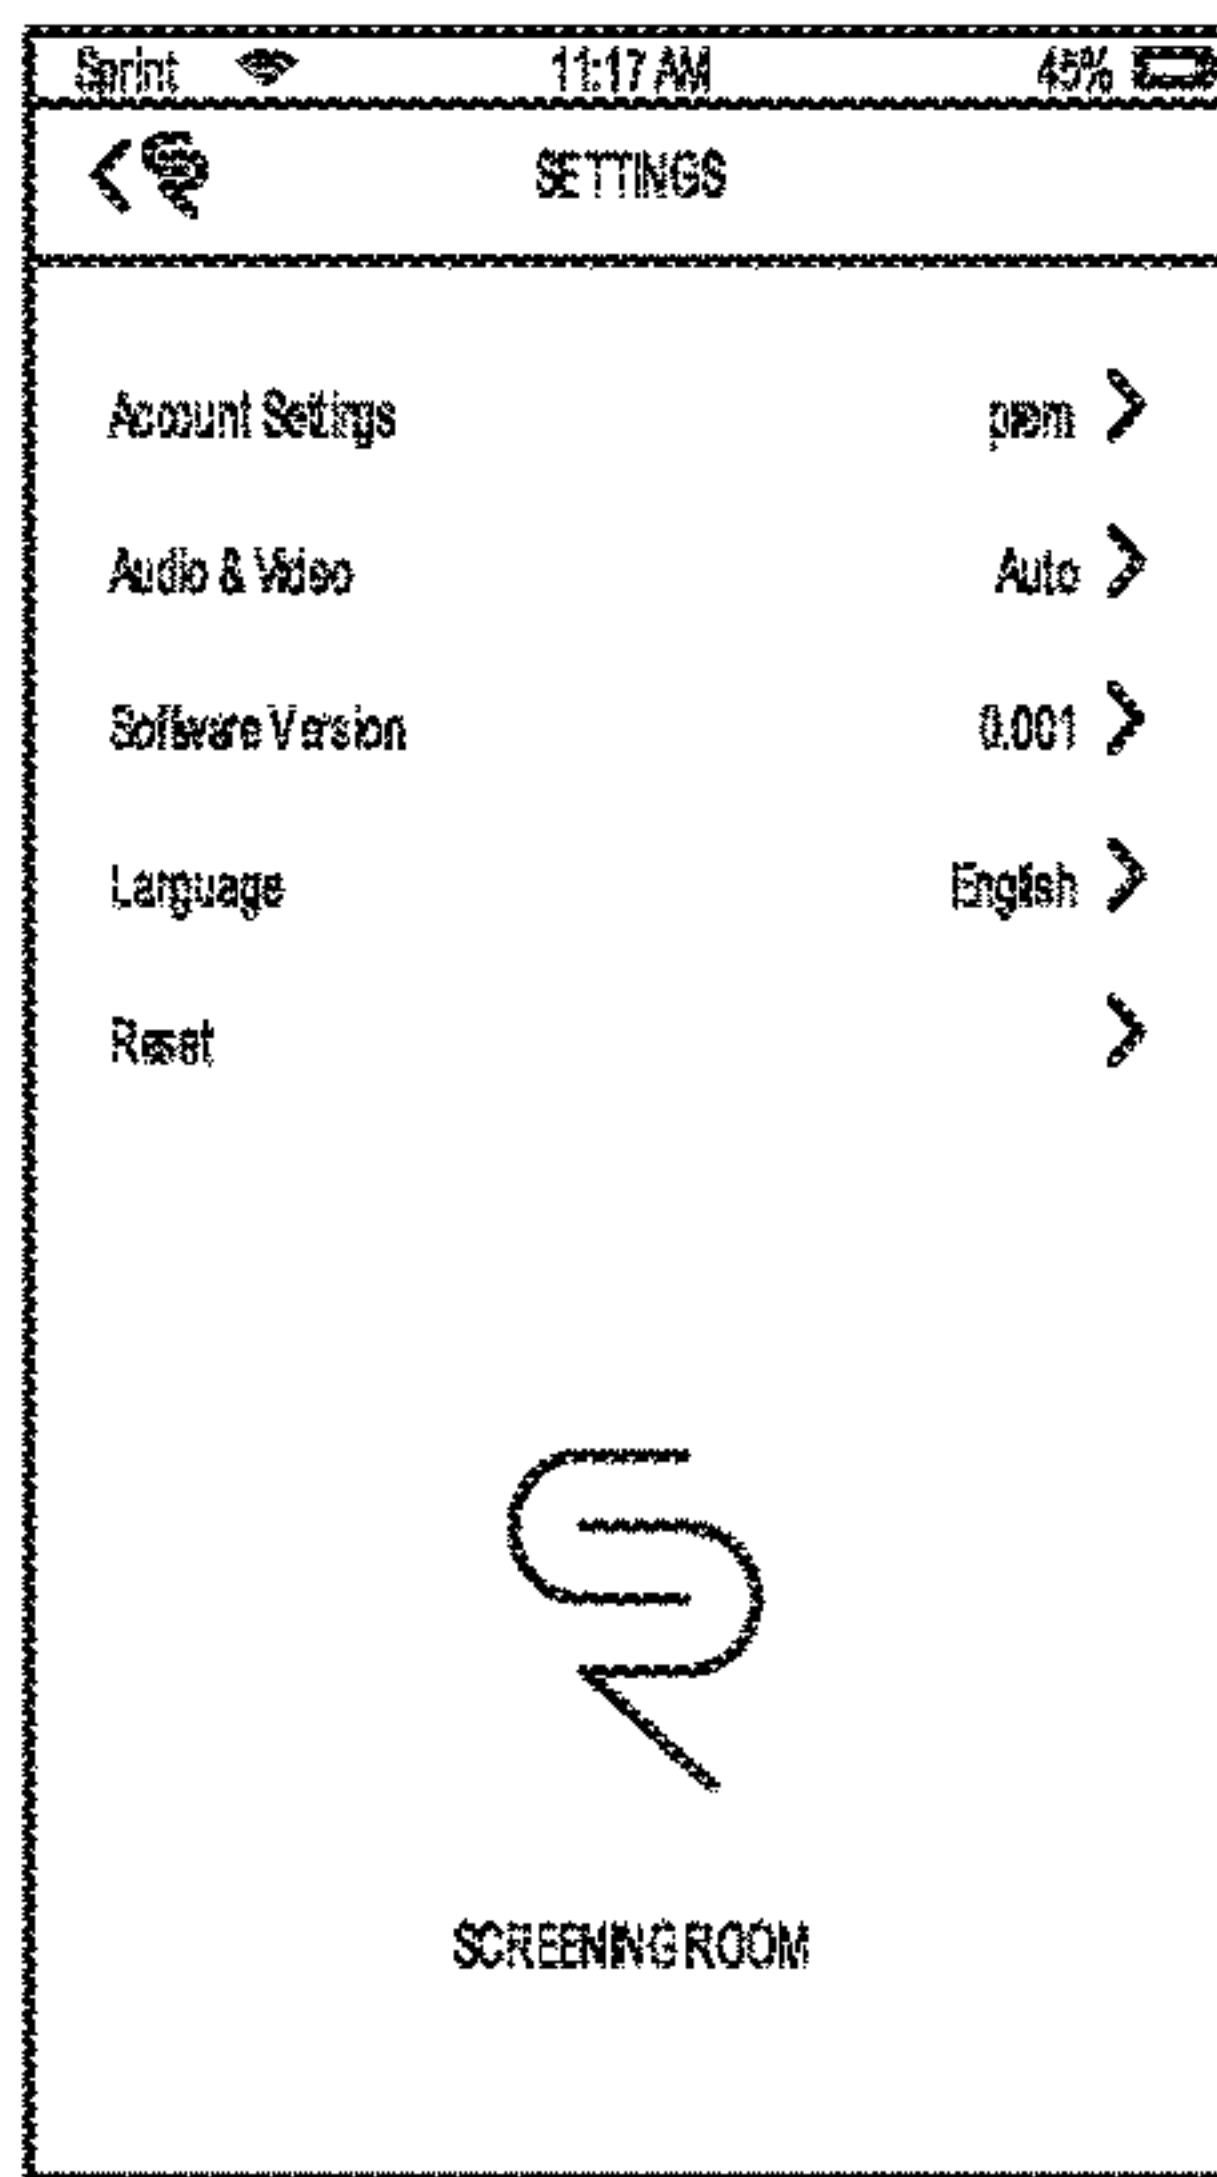 Sprint 11:17 AM 45%
SETTINGS
Account Settings
Audio & Video Auto
Software Version 0.001
Language English
Reset
SCREENING ROOM